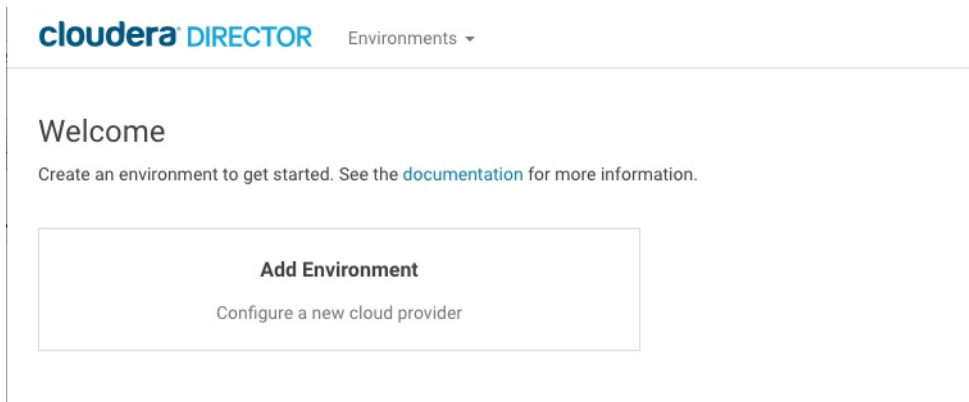 cloudera DIRECTOR Environments
Welcome
Create an environment to get started. See the documentation for more information.
Add Environment
Configure a new cloud provider